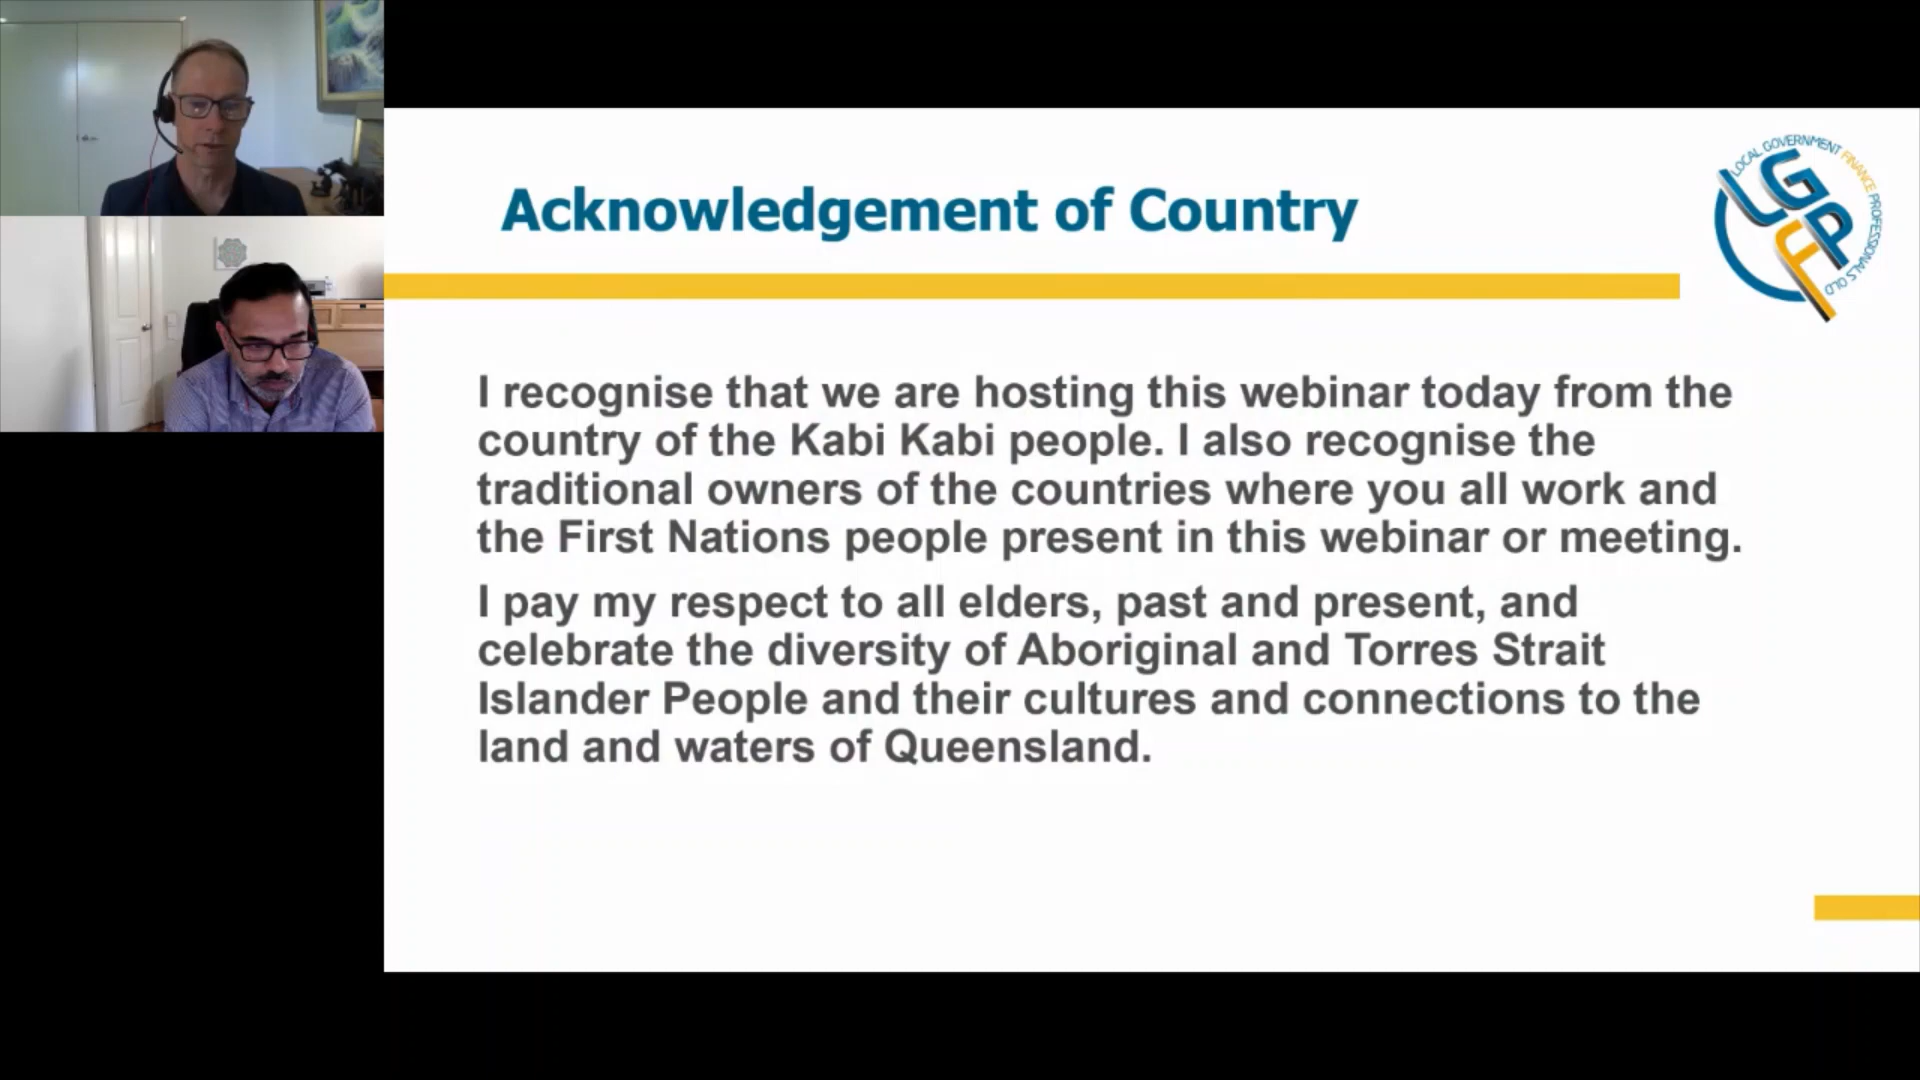 Acknowledgement of Country
LOCAL GOVERNMENT FINANCE PROFESSIONALS QLD
LGFP
I recognise that we are hosting this webinar today from the
country of the Kabi Kabi people. I also recognise the
traditional owners of the countries where you all work and
the First Nations people present in this webinar or meeting.
I pay my respect to all elders, past and present, and
celebrate the diversity of Aboriginal and Torres Strait
Islander People and their cultures and connections to the
land and waters of Queensland.